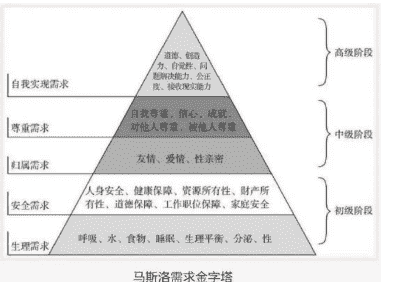 道德、创造
力、自觉性、问
题解决能力、公正
度、接收现实能力
高级阶段
自我实现需求
自我尊重、信心、成就、
对他人尊重、被他人尊重
尊重需求
中级阶段
友情、爱情、性亲密
归属需求
人身安全、健康保障、资源所有性、财产所
有性、道德保障、工作职位保障、家庭安全
安全需求
初级阶段
呼吸、水、食物、睡眠、生理平衡、分泌、性
生理需求
马斯洛需求金字塔